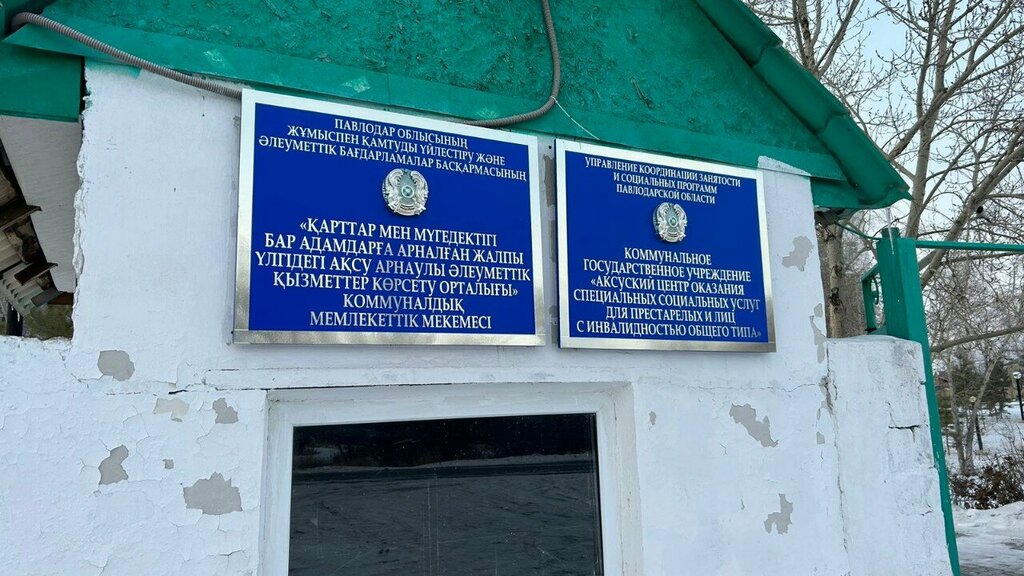 ПАВЛОДАР ОБЛЫСЫНЫҢ
ЖҰМЫСПЕН ҚАМТУДЫ ҮЙЛЕСТІРУ ЖӘНЕ
ӘЛЕУМЕТТІК БАҒДАРЛАМАЛАР БАСҚАРМАСЫНЫҢ
«ҚАРТТАР МЕН МҮГЕДЕКТІГІ
БАР АДАМДАРҒА АРНАЛҒАН ЖАЛПЫ
ҮЛГІДЕГІ АҚСУ АРНАУЛЫ ӘЛЕУМЕТТІК
ҚЫЗМЕТТЕР КӨРСЕТУ ОРТАЛЫҒЫ»
КОММУНАЛДЫҚ
МЕМЛЕКЕТТІК МЕКЕМЕСІ
УПРАВЛЕНИЕ КООРДИНАЦИИ ЗАНЯТОСТИ
И СОЦИАЛЬНЫХ ПРОГРАММ
ПАВЛОДАРСКОЙ ОБЛАСТИ
КОММУНАЛЬНОЕ
ГОСУДАРСТВЕННОЕ УЧРЕЖДЕНИЕ
«АКСУСКИЙ ЦЕНТР ОКАЗАНИЯ
СПЕЦИАЛЬНЫХ СОЦИАЛЬНЫХ УСЛУГ
ДЛЯ ПРЕСТАРЕЛЫХ И ЛИЦ
С ИНВАЛИДНОСТЬЮ ОБЩЕГО ТИПА»